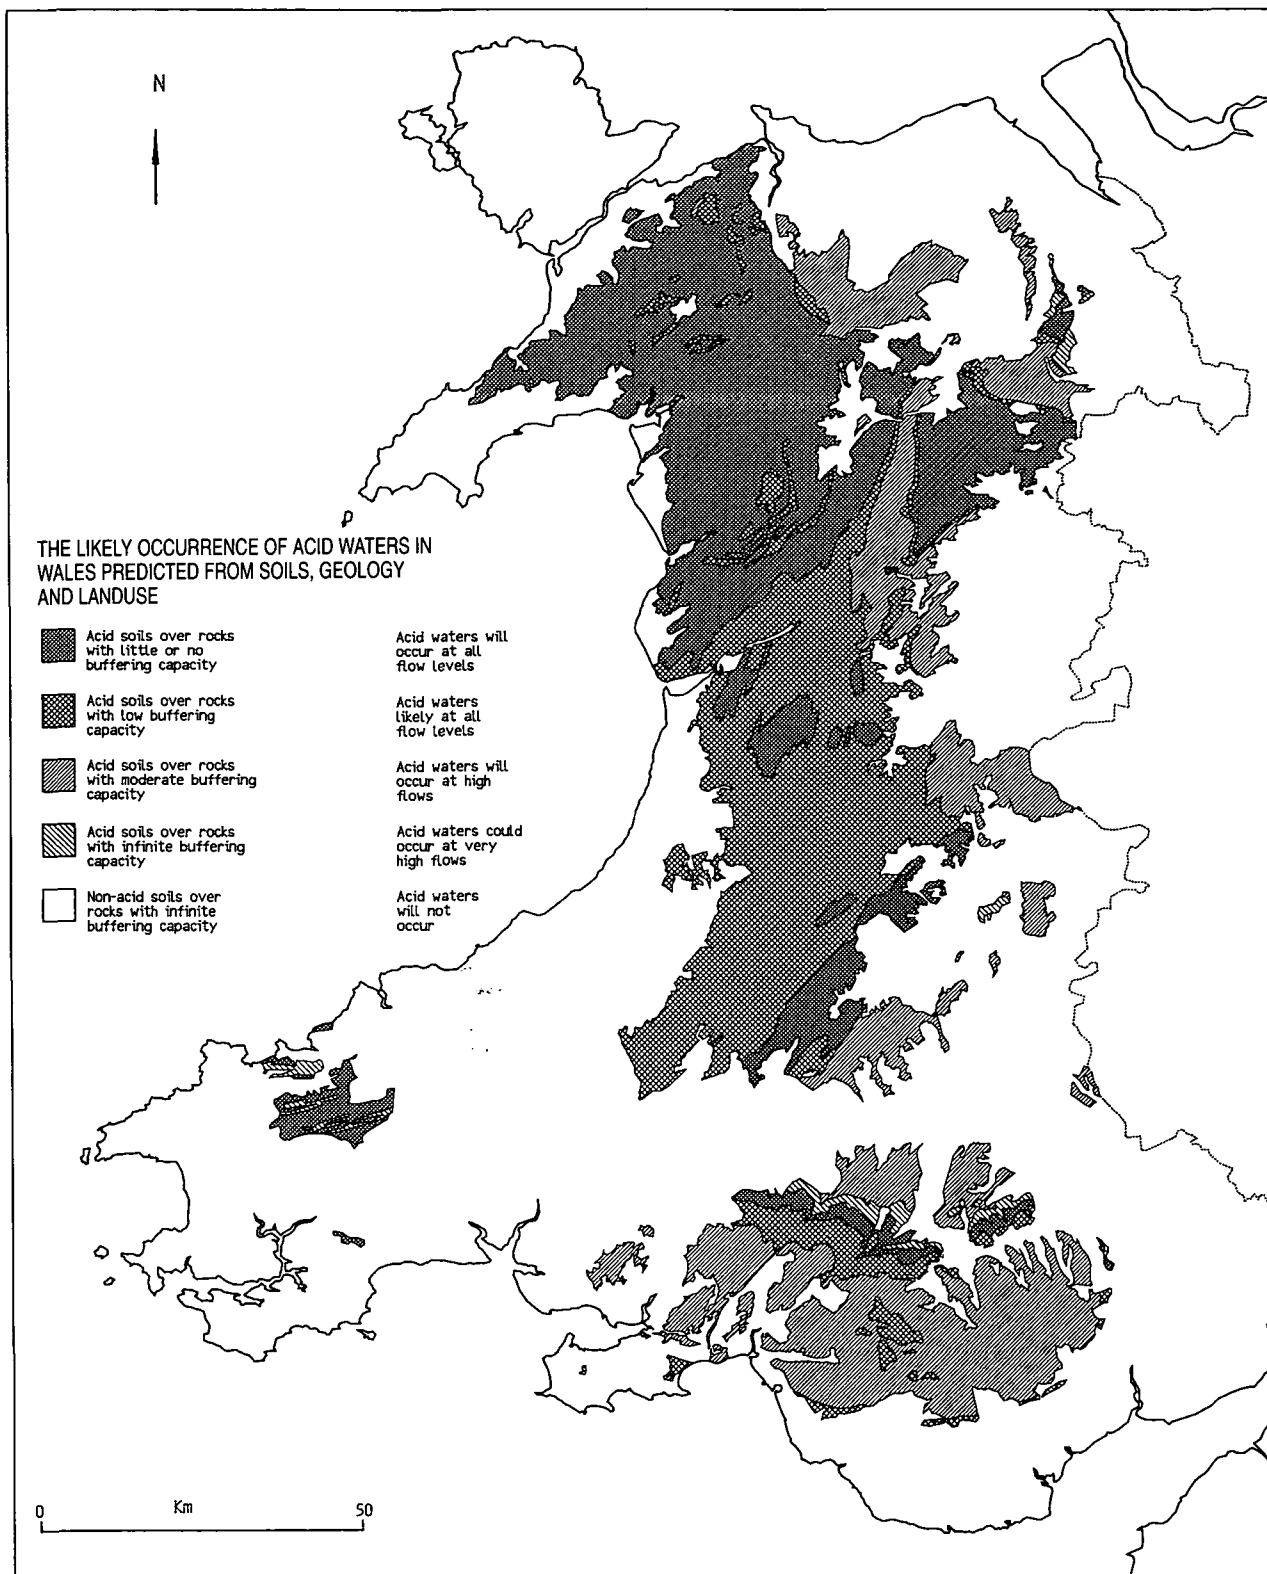 N
THE LIKELY OCCURRENCE OF ACID WATERS IN
WALES PREDICTED FROM SOILS, GEOLOGY
AND LANDUSE
Acid soils over rocks
with little or no
buffering capacity
Acid waters will
occur at all
flow levels
Acid soils over rocks
with low buffering
capacity
Acid waters
likely at all
flow levels
Acid soils over rocks
with moderate buffering
capacity
Acid waters will
occur at high
flows
Acid soils over rocks
with infinite buffering
capacity
Acid waters could
occur at very
high flows
Non-acid soils over
rocks with infinite
buffering capacity
Acid waters
will not
occur
0 Km 50